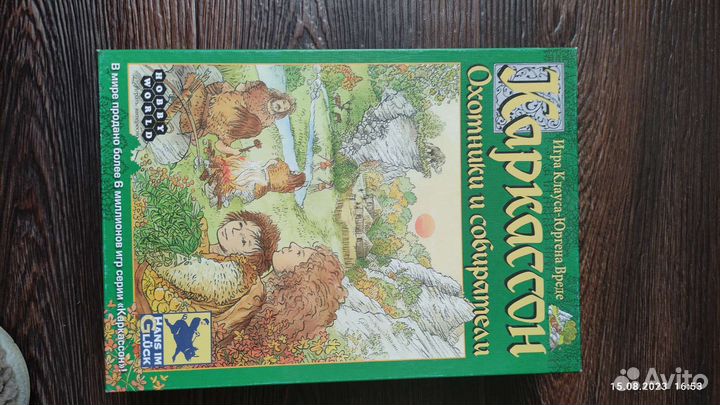 Игра Клауса-Юргена Вреде
Каркассон
Охотники и собиратели
HOBBY
WORLD
HANS IM
GLÜCK
В мире продано более 6 миллионов игр серии «Каркассон»!
Avito
15.08.2023 16:53